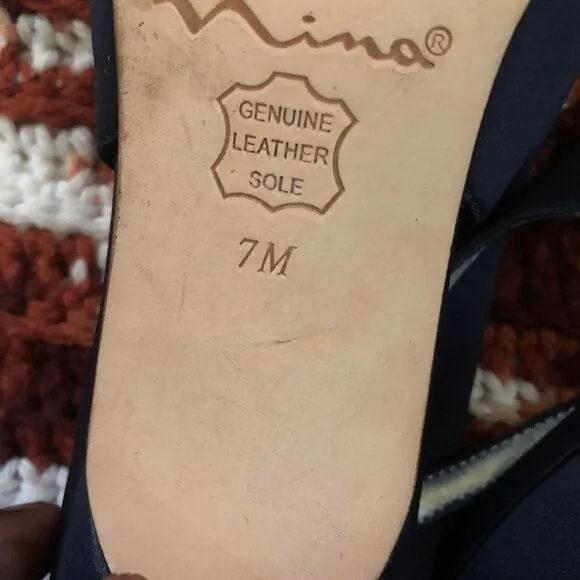 Nina®
GENUINE
LEATHER
SOLE
7M